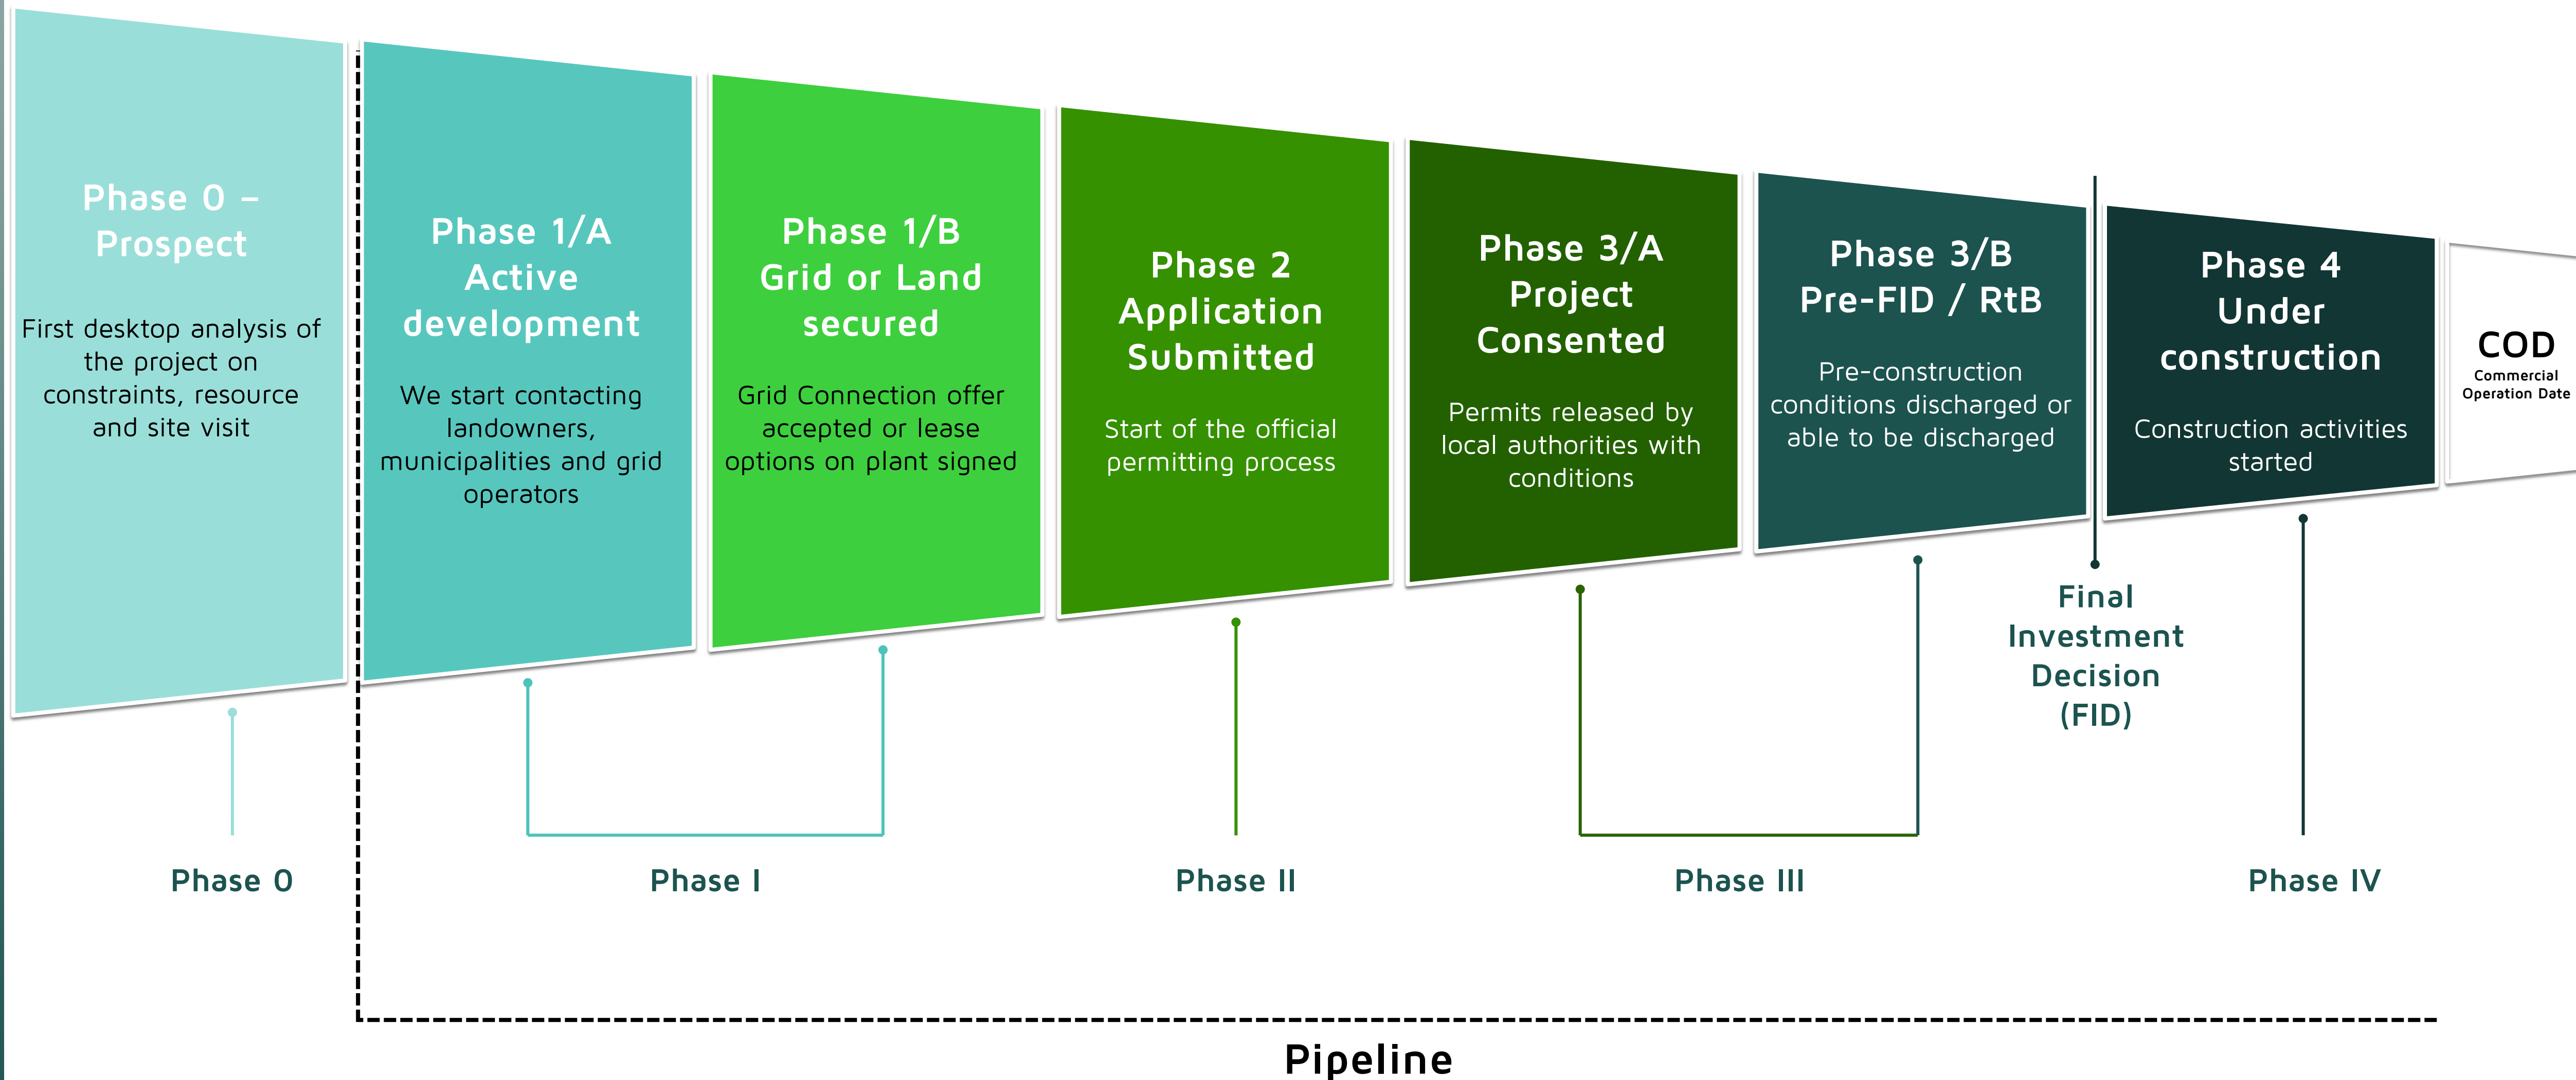 Phase 0 –
Prospect
First desktop analysis of
the project on
constraints, resource
and site visit
Phase 1/A
Active
development
We start contacting
landowners,
municipalities and grid
operators
Phase 1/B
Grid or Land
secured
Grid Connection offer
accepted or lease
options on plant signed
Phase 2
Application
Submitted
Start of the official
permitting process
Phase 3/A
Project
Consented
Permits released by
local authorities with
conditions
Phase 3/B
Pre-FID / RtB
Pre-construction
conditions discharged or
able to be discharged
Phase 4
Under
construction
Construction activities
started
COD
Commercial
Operation Date
Final
Investment
Decision
(FID)
Phase 0
Phase I
Phase II
Phase III
Phase IV
Pipeline